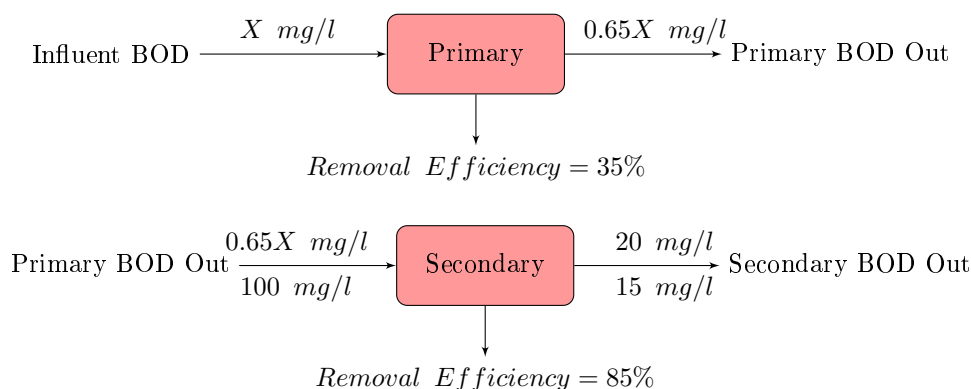 X mg/l
0.65X mg/l
Influent BOD
Primary
Primary BOD Out
Removal Efficiency = 35%
0.65X mg/l
20 mg/l
Primary BOD Out
Secondary
Secondary BOD Out
100 mg/l
15 mg/l
Removal Efficiency = 85%